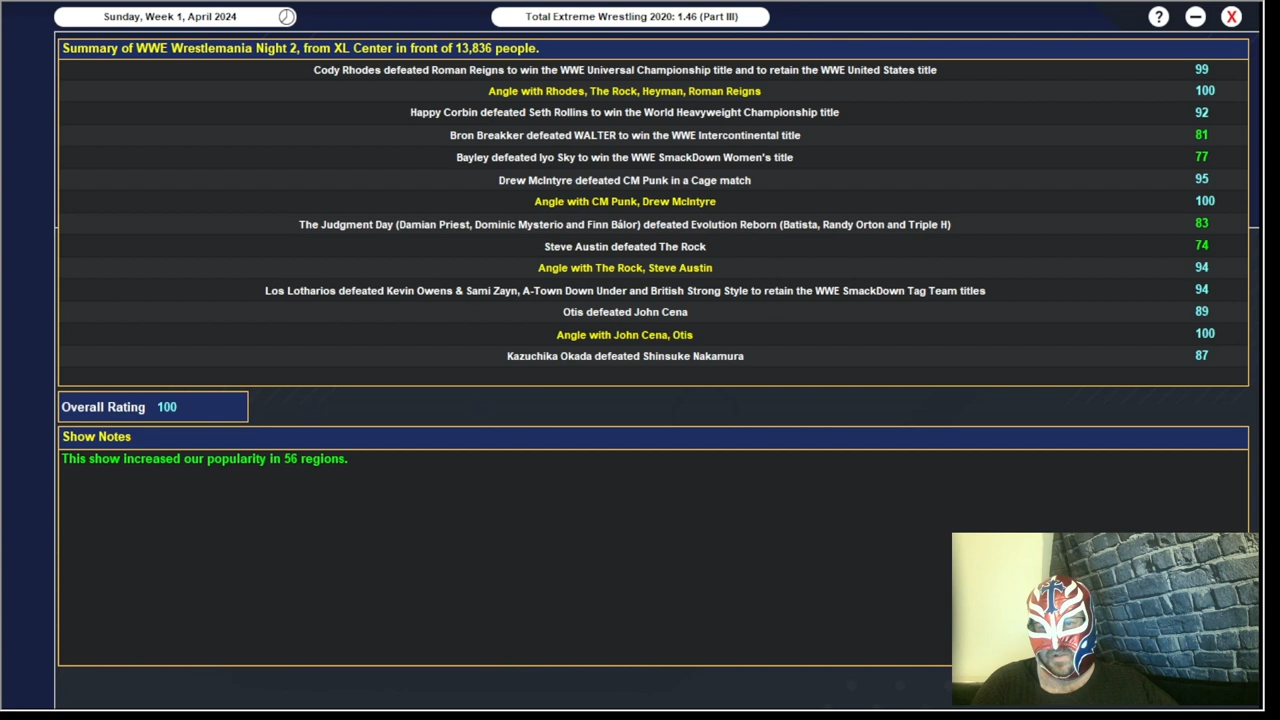 Sunday, Week 1, April 2024
Total Extreme Wrestling 2020: 1.46 (Part III)
? X
Summary of WWE Wrestlemania Night 2, from XL Center in front of 13,836 people.
Cody Rhodes defeated Roman Reigns to win the WWE Universal Championship title and to retain the WWE United States title 99
Angle with Rhodes, The Rock, Heyman, Roman Reigns 100
Happy Corbin defeated Seth Rollins to win the World Heavyweight Championship title 92
Bron Breakker defeated WALTER to win the WWE Intercontinental title 81
Bayley defeated Iyo Sky to win the WWE SmackDown Women's title 77
Drew McIntyre defeated CM Punk in a Cage match 95
Angle with CM Punk, Drew McIntyre 100
The Judgment Day (Damian Priest, Dominic Mysterio and Finn Bálor) defeated Evolution Reborn (Batista, Randy Orton and Triple H) 83
Steve Austin defeated The Rock 74
Angle with The Rock, Steve Austin 94
Los Lotharios defeated Kevin Owens & Sami Zayn, A-Town Down Under and British Strong Style to retain the WWE SmackDown Tag Team titles 94
Otis defeated John Cena 89
Angle with John Cena, Otis 100
Kazuchika Okada defeated Shinsuke Nakamura 87
Overall Rating 100
Show Notes
This show increased our popularity in 56 regions.